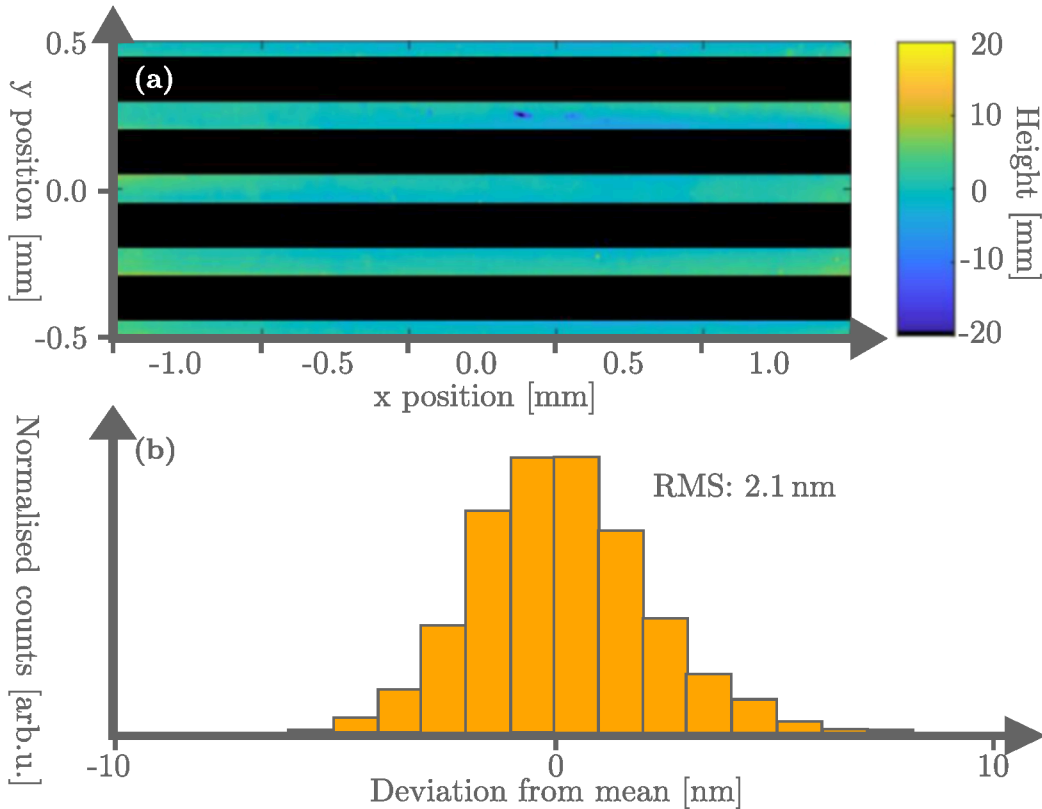 (a)
0.5
0.0
-0.5
y position [mm]
-1.0 -0.5 0.0 0.5 1.0
x position [mm]
20
10
0
-10
-20
Height [mm]
(b)
RMS: 2.1 nm
Normalised counts [arb.u.]
-10 0 10
Deviation from mean [nm]